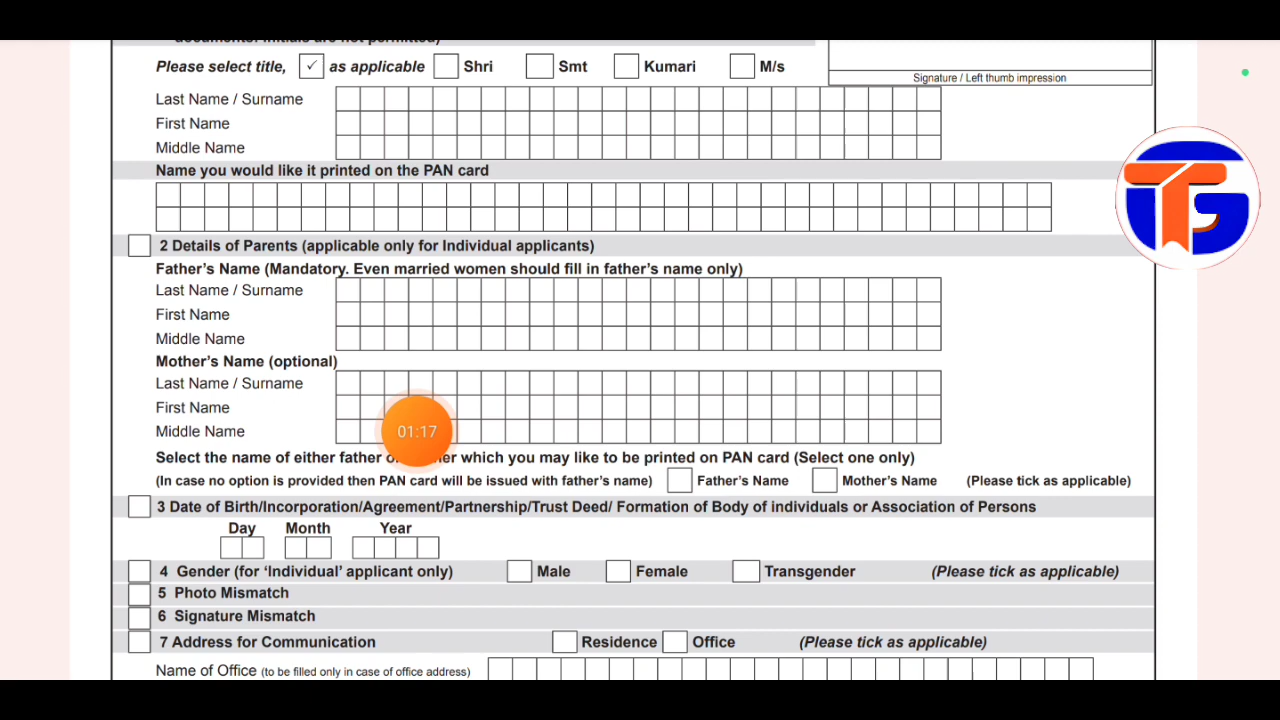 Please select title, ✓ as applicable Shri Smt Kumari M/s
Signature / Left thumb impression
Last Name / Surname
First Name
Middle Name
Name you would like it printed on the PAN card
2 Details of Parents (applicable only for Individual applicants)
Father's Name (Mandatory. Even married women should fill in father's name only)
Last Name / Surname
First Name
Middle Name
Mother's Name (optional)
Last Name / Surname
First Name
01:17
Middle Name
Select the name of either father which you may like to be printed on PAN card (Select one only)
(In case no option is provided then PAN card will be issued with father's name) Father's Name Mother's Name (Please tick as applicable)
3 Date of Birth/Incorporation/Agreement/Partnership/Trust Deed/ Formation of Body of individuals or Association of Persons
Day Month Year
4 Gender (for 'Individual' applicant only) Male Female Transgender (Please tick as applicable)
5 Photo Mismatch
6 Signature Mismatch
7 Address for Communication Residence Office (Please tick as applicable)
Name of Office (to be filled only in case of office address)